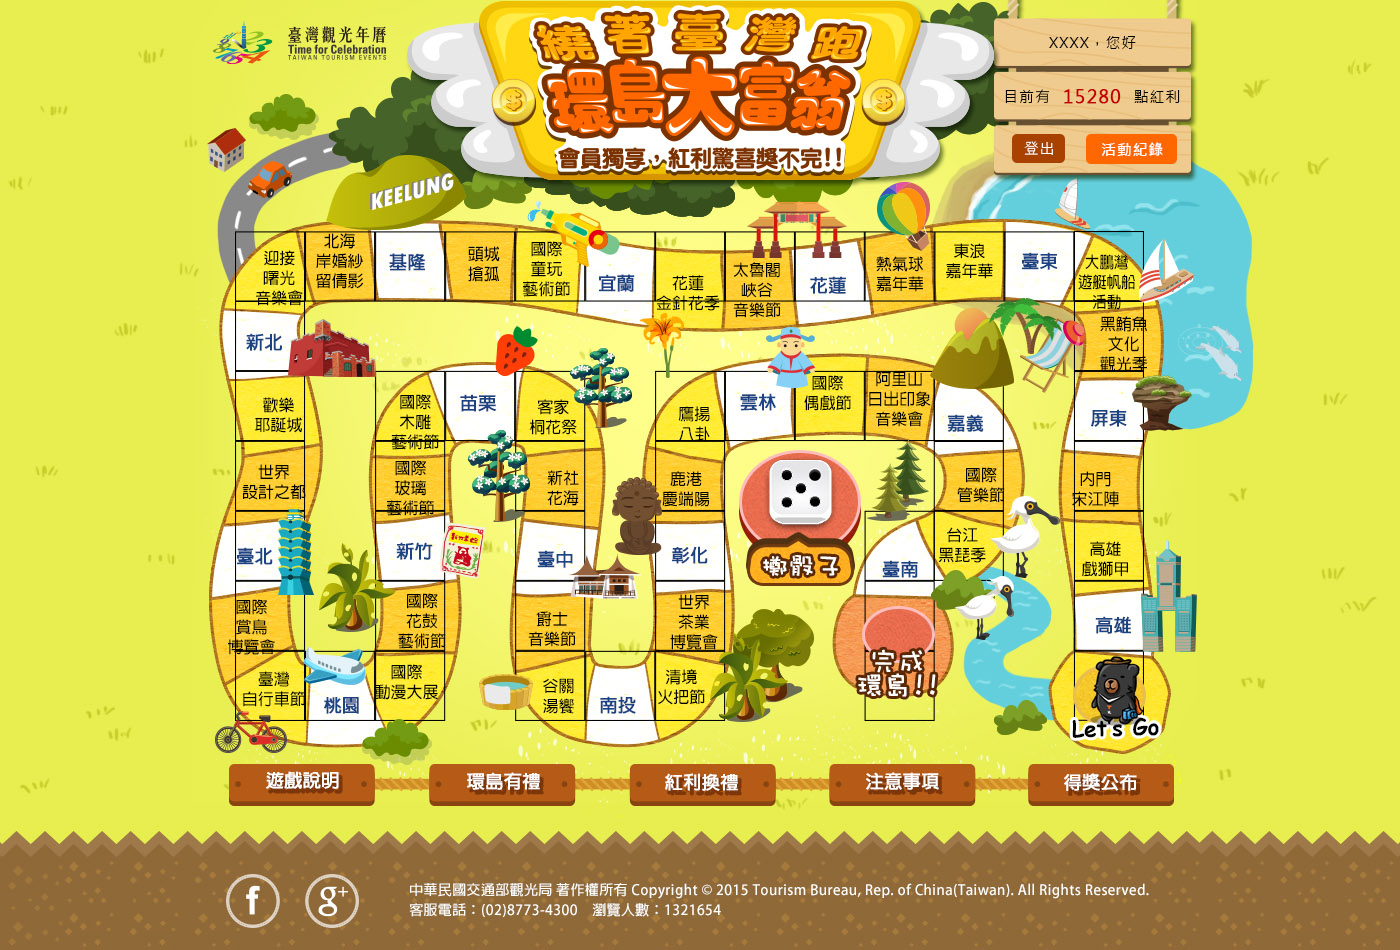 臺灣觀光年曆
Time for Celebration
TAIWAN TOURISM EVENTS
繞著臺灣跑
環島大富翁
會員獨享，紅利驚喜獎不完!!
XXXX，您好
目前有 15280 點紅利
登出
活動紀錄
KEELUNG
迎接
曙光
音樂會
北海
岸婚紗
留倩影
基隆
頭城
搶孤
國際
童玩
藝術節
宜蘭
花蓮
金針花季
太魯閣
峽谷
音樂節
花蓮
熱氣球
嘉年華
東浪
嘉年華
臺東
大鵬灣
遊艇帆船
活動
新北
黑鮪魚
文化
觀光季
歡樂
耶誕城
國際
木雕
藝術節
苗栗
客家
桐花祭
鷹揚
八卦
雲林
國際
偶戲節
阿里山
日出印象
音樂會
嘉義
屏東
世界
設計之都
國際
玻璃
藝術節
新社
花海
鹿港
慶端陽
國際
管樂節
內門
宋江陣
臺北
新竹
臺中
彰化
擲骰子
臺南
台江
黑琵季
高雄
戲獅甲
國際
賞鳥
博覽會
國際
花鼓
藝術節
爵士
音樂節
世界
茶業
博覽會
完成
環島!!
高雄
臺灣
自行車節
桃園
國際
動漫大展
谷關
湯饗
南投
清境
火把節
Let's Go
遊戲說明
環島有禮
紅利換禮
注意事項
得獎公布
f
g+
中華民國交通部觀光局 著作權所有 Copyright © 2015 Tourism Bureau, Rep. of China(Taiwan). All Rights Reserved.
客服電話：(02)8773-4300 瀏覽人數：1321654